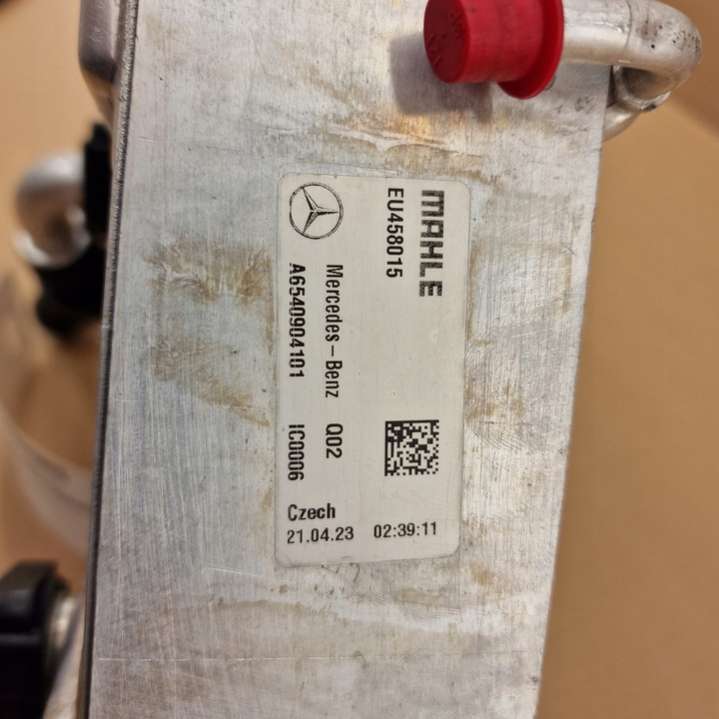 MAHLE
EU458015
Mercedes-Benz Q02
A6540904101 IC0006
Czech
21.04.23 02:39:11